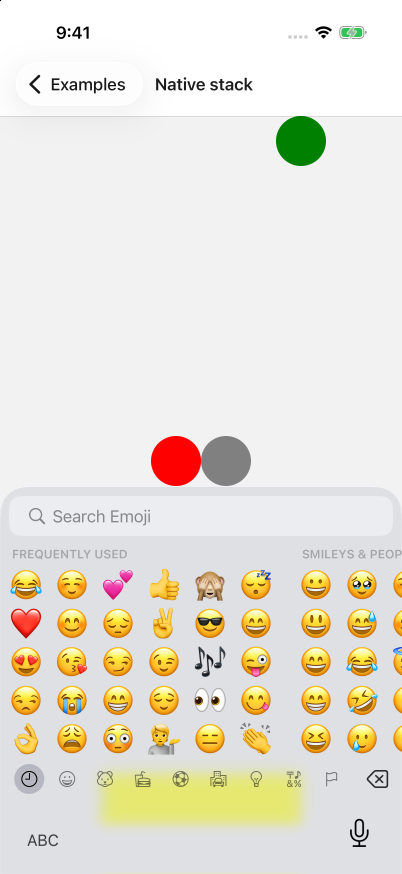 9:41
Examples
Native stack
Search Emoji
FREQUENTLY USED
SMILEYS & PEOP
ABC